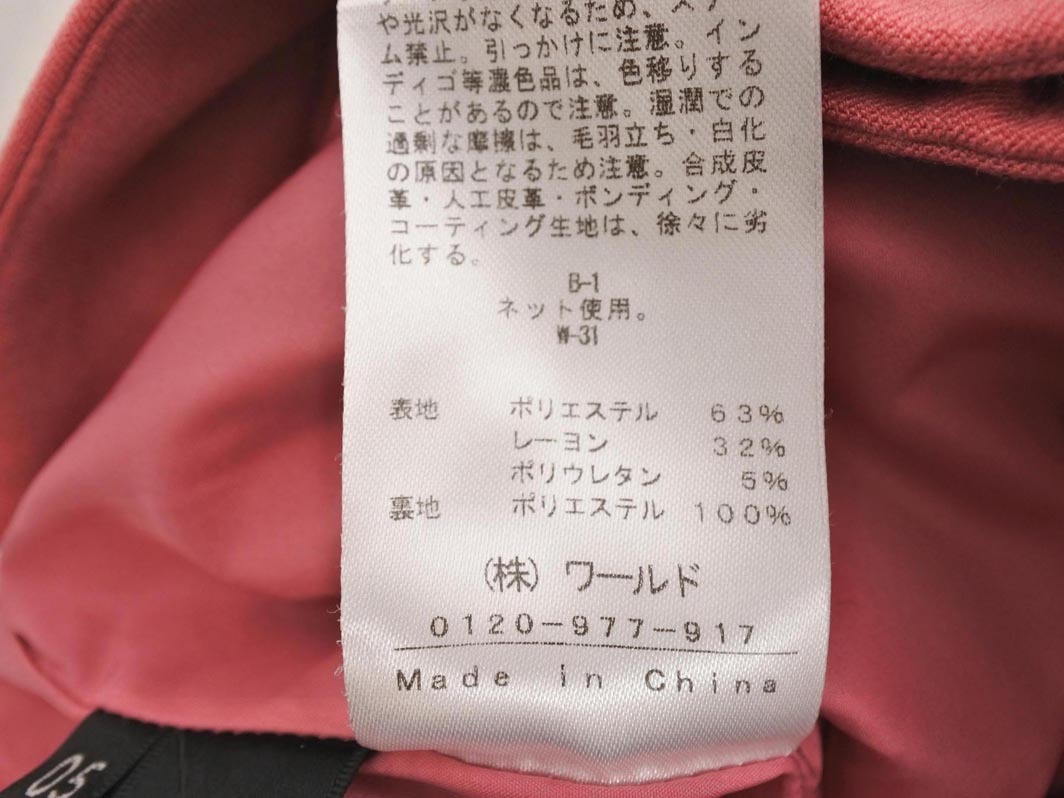 や光沢がなくなるため、スチー
ム禁止。引っかけに注意。イン
ディゴ等濃色品は、色移りする
ことがあるので注意。湿潤での
過剰な摩擦は、毛羽立ち・白化
の原因となるため注意。合成皮
革・人工皮革・ボンディング・
コーティング生地は、徐々に劣
化する。
B-1
ネット使用。
W-31
表地 ポリエステル 63%
レーヨン 32%
ポリウレタン 5%
裏地 ポリエステル 100%
(株) ワールド
0120-977-917
Made in China
05